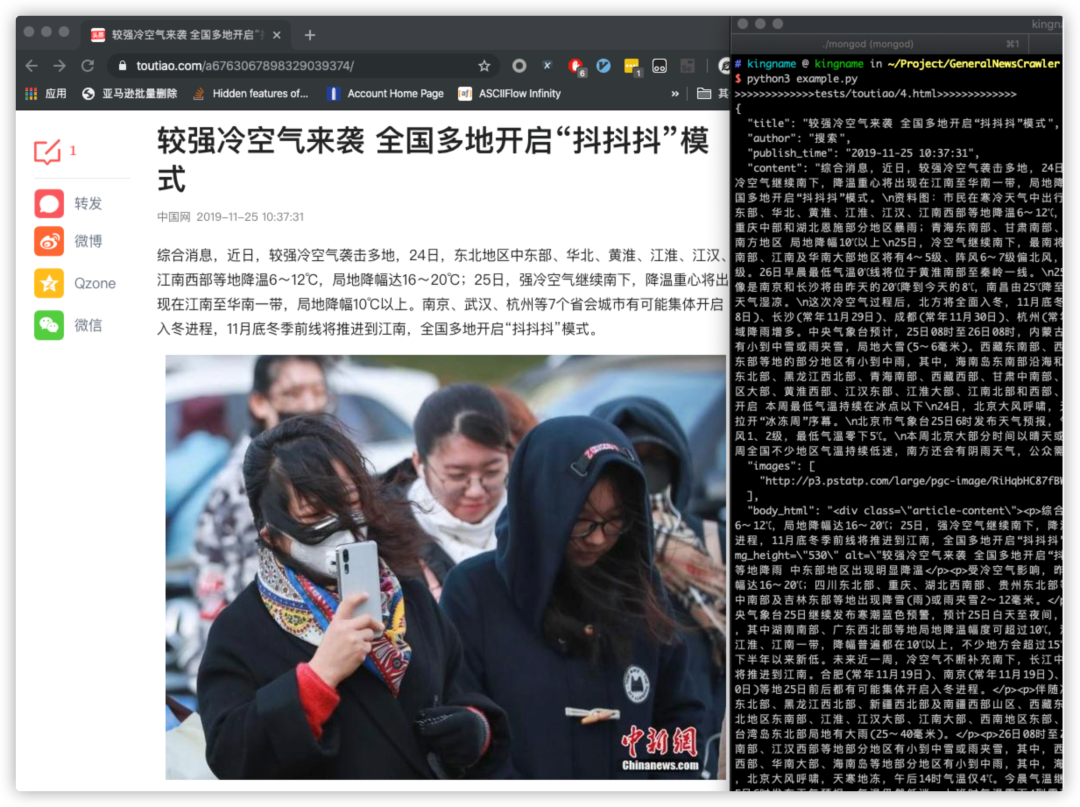 较强冷空气来袭 全国多地开启“抖
toutiao.com/a6763067898329039374/
6
1
应用
亚马逊批量删除
Hidden features of...
Account Home Page
ASCIIFlow Infinity
»
其
1
转发
微博
Qzone
微信
较强冷空气来袭 全国多地开启“抖抖抖”模
式
中国网 2019-11-25 10:37:31
综合消息，近日，较强冷空气袭击多地，24日，东北地区中东部、华北、黄淮、江淮、江汉、
江南西部等地降温6～12℃，局地降幅达16～20℃；25日，强冷空气继续南下，降温重心将出
现在江南至华南一带，局地降幅10℃以上。南京、武汉、杭州等7个省会城市有可能集体开启
入冬进程，11月底冬季前线将推进到江南，全国多地开启“抖抖抖”模式。
中新网
Chinanews.com
kingna
./mongod (mongod)
⌘1
# kingname @ kingname in ~/Project/GeneralNewsCrawler
$ python3 example.py
>>>>>>>>>>>>>tests/toutiao/4.html>>>>>>>>>>>>>
{
"title": "较强冷空气来袭 全国多地开启“抖抖抖”模式",
"author": "搜索",
"publish_time": "2019-11-25 10:37:31",
"content": "综合消息，近日，较强冷空气袭击多地，24日
冷空气继续南下，降温重心将出现在江南至华南一带，局地降
国多地开启“抖抖抖”模式。\n资料图：市民在寒冷天气中出行
东部、华北、黄淮、江淮、江汉、江南西部等地降温6～12℃，
重庆中部和湖北恩施部分地区暴雨；青海东南部、甘肃南部、
南方地区 局地降幅10℃以上\n25日，冷空气继续南下，最南将
南部、江南及华南大部地区将有4～5级、阵风6～7级偏北风，
级。26日早晨最低气温0℃线将位于黄淮南部至秦岭一线。\n25
像是南京和长沙将由昨天的20℃降到今天的8℃，南昌由25℃降至
天气湿凉。\n这次冷空气过程后，北方将全面入冬，11月底冬
8日)、长沙(常年11月29日)、成都(常年11月30日)、杭州(常年
域降雨增多。中央气象台预计，25日08时至26日08时，内蒙古
有小到中雪或雨夹雪，局地大雪(5～6毫米)。西藏东南部、西
东部等地的部分地区有小到中雨，其中，海南岛东南部沿海和
东北部、黑龙江西北部、青海南部、西藏西部、甘肃中南部、
区大部、黄淮西部、江汉东部、江淮大部、江南北部和西部、
开启 本周最低气温持续在冰点以下\n24日，北京大风呼啸，天
拉开“冰冻周”序幕。\n北京市气象台25日6时发布天气预报，
风1、2级，最低气温零下5℃。\n本周北京大部分时间以晴天或
周全国不少地区气温持续低迷，南方还会有阴雨天气，公众需
"images": [
"http://p3.pstatp.com/large/pgc-image/RiHqbHC87fBW
],
"body_html": "<div class=\"article-content\"><p>综合
6～12℃，局地降幅达16～20℃；25日，强冷空气继续南下，降温
进程，11月底冬季前线将推进到江南，全国多地开启“抖抖抖”
mg_height=\"530\" alt=\"较强冷空气来袭 全国多地开启“抖
等地降雨 中东部地区出现明显降温</p><p>受冷空气影响，昨
幅达16～20℃；四川东北部、重庆、湖北西南部、贵州东北部等
中南部及吉林东部等地出现降雪(雨)或雨夹雪2～12毫米。</p
央气象台25日继续发布寒潮蓝色预警，预计25日白天至夜间，
，其中湖南南部、广东西北部等地局地降温幅度可超过10℃，
江淮、江南一带，降幅普遍都在10℃以上，不少地方会超过15℃
下半年以来新低。未来近一周，冷空气不断补充南下，长江中
将推进到江南。合肥(常年11月19日)、南京(常年11月19日)、
0日)等地25日前后都有可能集体开启入冬进程。</p><p>伴随冷
东北部、黑龙江西北部、新疆西北部及南疆西部山区、西藏东
北地区东南部、江淮、江汉大部、江南大部、西南地区东部、
台湾岛东北部局地有大雨(25～40毫米)。</p><p>26日08时至2
南部、江汉西部等地部分地区有小到中雪或雨夹雪，其中，西
西部、华南大部、海南岛等地部分地区有小到中雨，其中，海
，北京大风呼啸，天寒地冻，午后14时气温仅4℃。今晨气温继